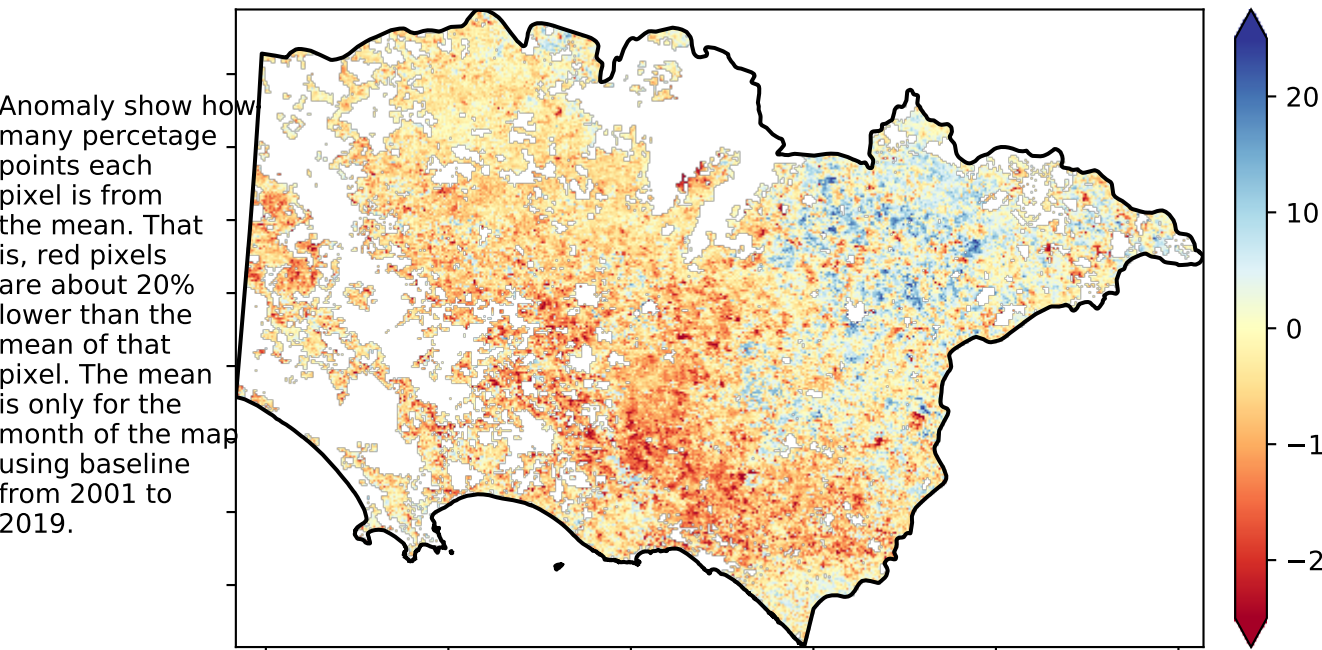 Anomaly show how
many percetage
points each
pixel is from
the mean. That
is, red pixels
are about 20%
lower than the
mean of that
pixel. The mean
is only for the
month of the map
using baseline
from 2001 to
2019.
20
10
0
−1
−2